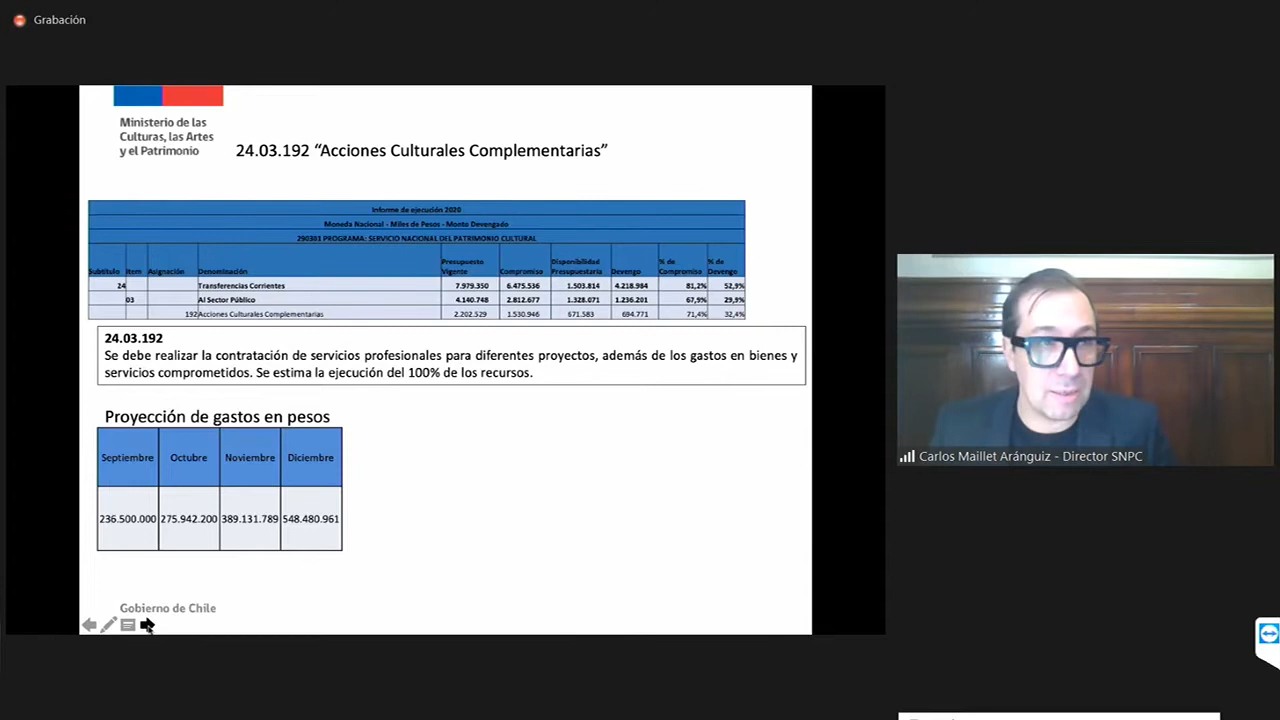 Grabación
Ministerio de las
Culturas, las Artes
y el Patrimonio
24.03.192 “Acciones Culturales Complementarias”
Informe de ejecución 2020
Moneda Nacional - Miles de Pesos - Monto Devengado
290301 PROGRAMA: SERVICIO NACIONAL DEL PATRIMONIO CULTURAL
Subtítulo Item Asignación Denominación Presupuesto Vigente Compromiso Disponibilidad Presupuestaria Devengo % de Compromiso % de Devengo
24 Transferencias Corrientes 7.979.350 6.475.536 1.503.814 4.218.984 81,2% 52,9%
03 Al Sector Público 4.140.748 2.812.677 1.328.071 1.236.201 67,9% 29,9%
192 Acciones Culturales Complementarias 2.202.529 1.530.946 671.583 694.771 71,4% 32,4%
24.03.192
Se debe realizar la contratación de servicios profesionales para diferentes proyectos, además de los gastos en bienes y
servicios comprometidos. Se estima la ejecución del 100% de los recursos.
Proyección de gastos en pesos
Septiembre Octubre Noviembre Diciembre
236.500.000 275.942.200 389.131.789 548.480.961
Gobierno de Chile
Carlos Maillet Aránguiz - Director SNPC